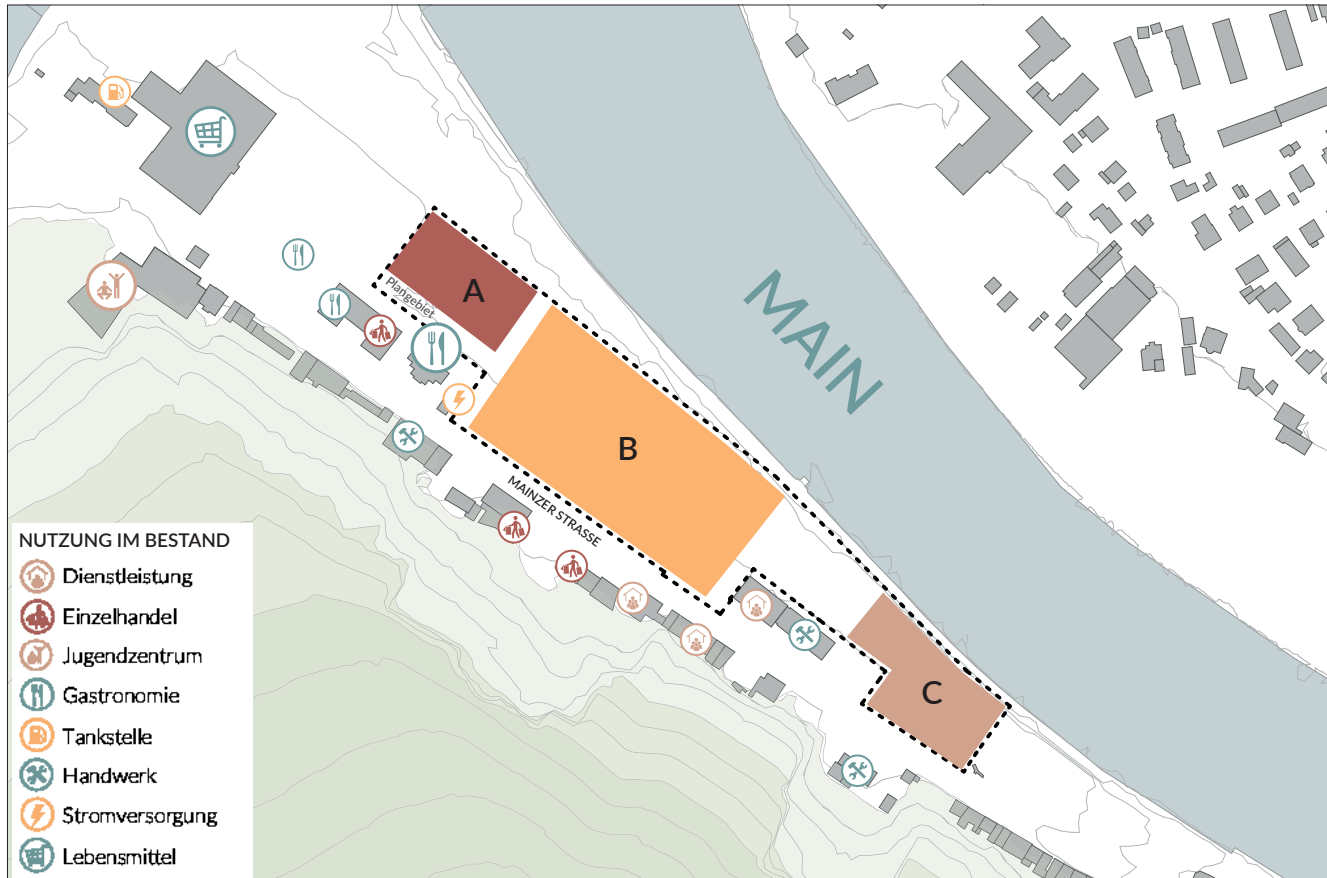 A
Plangebiet
B
MAIN
MAINZER STRASSE
C
NUTZUNG IM BESTAND
Dienstleistung
Einzelhandel
Jugendzentrum
Gastronomie
Tankstelle
Handwerk
Stromversorgung
Lebensmittel